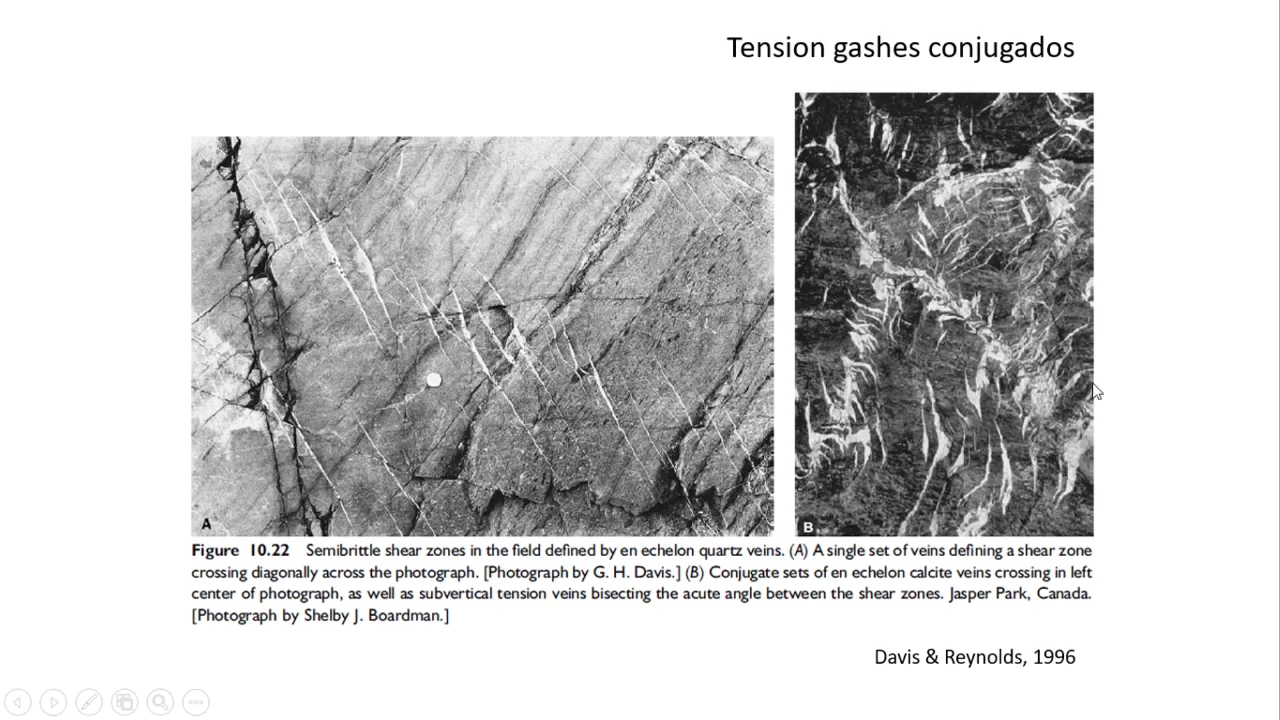 Tension gashes conjugados
A
B
Figure 10.22 Semibrittle shear zones in the field defined by en echelon quartz veins. (A) A single set of veins defining a shear zone
crossing diagonally across the photograph. [Photograph by G. H. Davis.] (B) Conjugate sets of en echelon calcite veins crossing in left
center of photograph, as well as subvertical tension veins bisecting the acute angle between the shear zones. Jasper Park, Canada.
[Photograph by Shelby J. Boardman.]
Davis & Reynolds, 1996